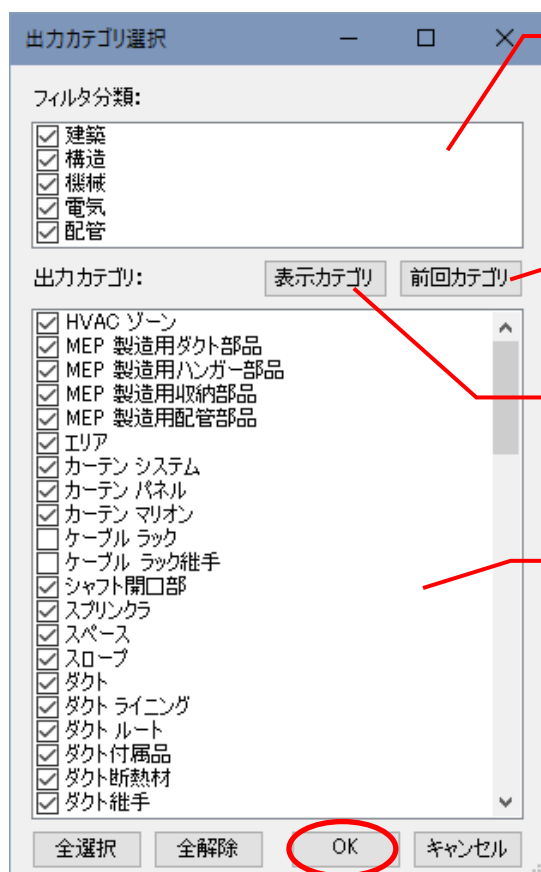 出力カテゴリ選択
フィルタ分類:
建築
構造
機械
電気
配管
出力カテゴリ: 表示カテゴリ 前回カテゴリ
HVAC ゾーン
MEP 製造用ダクト部品
MEP 製造用ハンガー部品
MEP 製造用収納部品
MEP 製造用配管部品
エリア
カーテン システム
カーテン パネル
カーテン マリオン
ケーブル ラック
ケーブル ラック継手
シャフト開口部
スプリンクラ
スペース
スロープ
ダクト
ダクト ライニング
ダクト ルート
ダクト付属品
ダクト断熱材
ダクト継手
全選択 全解除 OK キャンセル